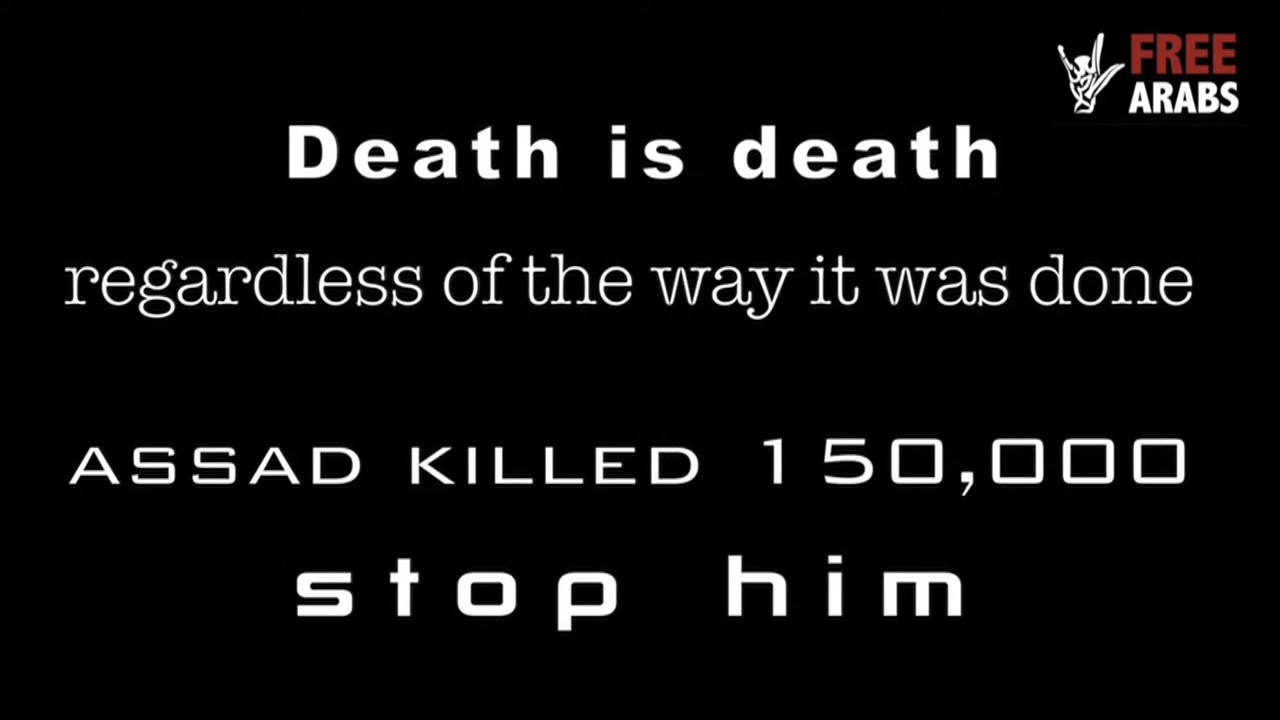 FREE
ARABS
Death is death
regardless of the way it was done
ASSAD KILLED 150,000
stop him